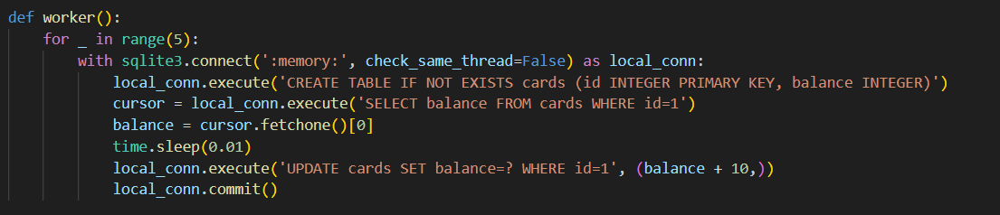 def worker():
    for _ in range(5):
        with sqlite3.connect(':memory:', check_same_thread=False) as local_conn:
            local_conn.execute('CREATE TABLE IF NOT EXISTS cards (id INTEGER PRIMARY KEY, balance INTEGER)')
            cursor = local_conn.execute('SELECT balance FROM cards WHERE id=1')
            balance = cursor.fetchone()[0]
            time.sleep(0.01)
            local_conn.execute('UPDATE cards SET balance=? WHERE id=1', (balance + 10,))
            local_conn.commit()